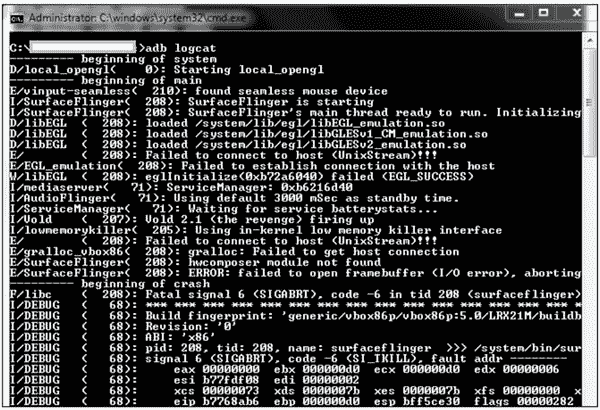 Administrator: C:\windows\system32\cmd.exe
C:\ >adb logcat
--------- beginning of system
D/local_opengl(    0): Starting local_opengl
--------- beginning of main
E/vinput-seamless(  210): found seamless mouse device
I/SurfaceFlinger(  208): SurfaceFlinger is starting
I/SurfaceFlinger(  208): SurfaceFlinger's main thread ready to run. Initializing
D/libEGL  (  208): loaded /system/lib/egl/libEGL_emulation.so
D/libEGL  (  208): loaded /system/lib/egl/libGLESv1_CM_emulation.so
D/libEGL  (  208): loaded /system/lib/egl/libGLESv2_emulation.so
E/        (  208): Failed to connect to host (UnixStream)!!!
E/EGL_emulation(  208): Failed to establish connection with the host
W/libEGL  (  208): eglInitialize(0xb72a6040) failed (EGL_SUCCESS)
I/mediaserver(   71): ServiceManager: 0xb6216d40
I/AudioFlinger(   71): Using default 3000 mSec as standby time.
I/ServiceManager(   71): Waiting for service batterystats...
I/Vold    (  207): Vold 2.1 (the revenge) firing up
I/lowmemorykiller(  205): Using in-kernel low memory killer interface
E/        (  208): Failed to connect to host (UnixStream)!!!
E/gralloc_vbox86(  208): gralloc: Failed to get host connection
E/SurfaceFlinger(  208): hwcomposer module not found
E/SurfaceFlinger(  208): ERROR: failed to open framebuffer (I/O error), aborting
--------- beginning of crash
F/libc    (  208): Fatal signal 6 (SIGABRT), code -6 in tid 208 (surfaceflinger)
I/DEBUG   (   68): *** *** *** *** *** *** *** *** *** *** *** *** *** *** ***
I/DEBUG   (   68): Build fingerprint: 'generic/vbox86p/vbox86p:5.0/LRX21M/buildb
I/DEBUG   (   68): Revision: '0'
I/DEBUG   (   68): ABI: 'x86'
I/DEBUG   (   68): pid: 208, tid: 208, name: surfaceflinger  >>> /system/bin/sur
I/DEBUG   (   68): signal 6 (SIGABRT), code -6 (SI_TKILL), fault addr --------
I/DEBUG   (   68):     eax 00000000  ebx 000000d0  ecx 000000d0  edx 00000006
I/DEBUG   (   68):     esi b77fdf08  edi 00000002
I/DEBUG   (   68):     xcs 00000073  xds 0000007b  xes 0000007b  xfs 00000000  x
I/DEBUG   (   68):     eip b7768ab6  ebp 000000d0  esp bff5ce30  flags 00000282